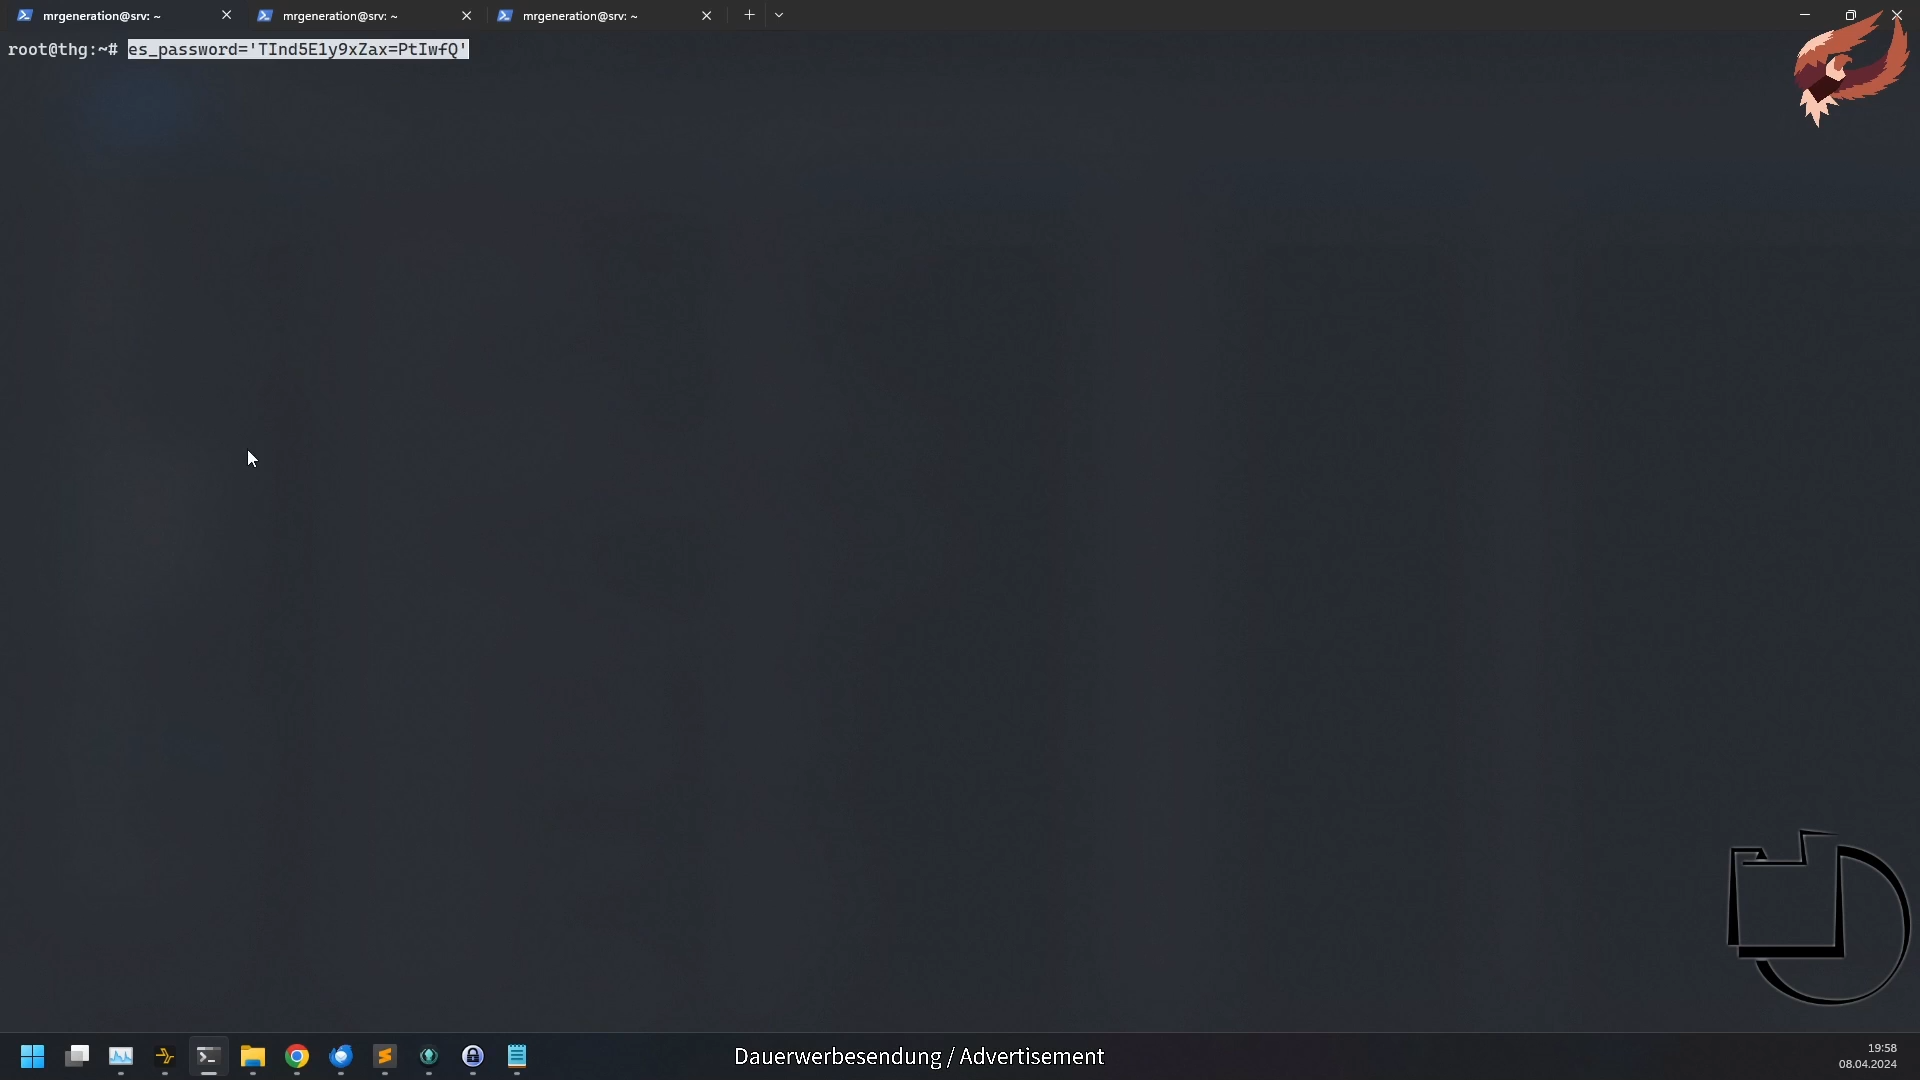 mrgeneration@srv: ~
mrgeneration@srv: ~
mrgeneration@srv: ~
root@thg:~# es_password='TInd5E1y9xZax=PtIwfQ'
Dauerwerbesendung / Advertisement
19:58
08.04.2024